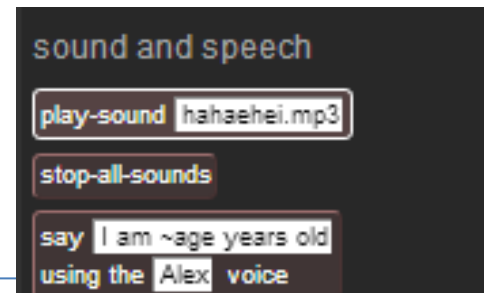 sound and speech
play-sound hahaehei.mp3
stop-all-sounds
say I am ~age years old
using the Alex voice